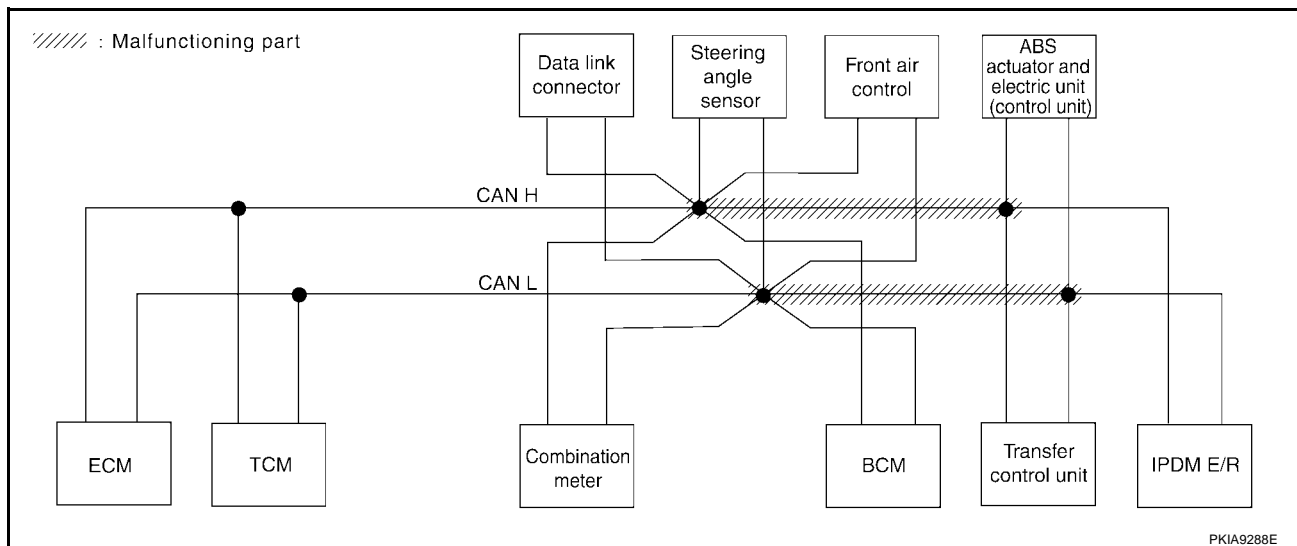 : Malfunctioning part
Data link
connector
Steering
angle
sensor
Front air
control
ABS
actuator and
electric unit
(control unit)
CAN H
CAN L
ECM
TCM
Combination
meter
BCM
Transfer
control unit
IPDM E/R
PKIA9288E